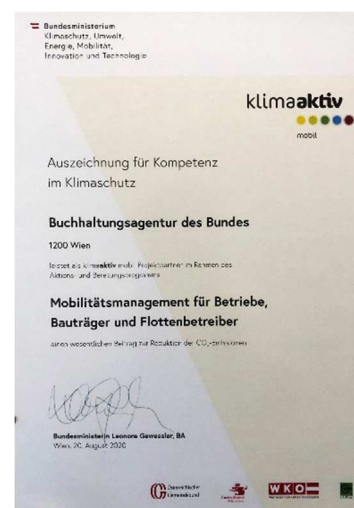 Bundesministerium
Klimaschutz, Umwelt,
Energie, Mobilität,
Innovation und Technologie
klimaaktiv
mobil
Auszeichnung für Kompetenz
im Klimaschutz
Buchhaltungsagentur des Bundes
1200 Wien
leistet als klimaaktiv mobil Projektpartner im Rahmen des
Aktions- und Beratungsprogramms
Mobilitätsmanagement für Betriebe,
Bauträger und Flottenbetreiber
einen wesentlichen Beitrag zur Reduktion der CO₂-Emissionen
Bundesministerin Leonore Gewessler, BA
Wien, 20. August 2020
Österreichischer
Gemeindebund
WKO